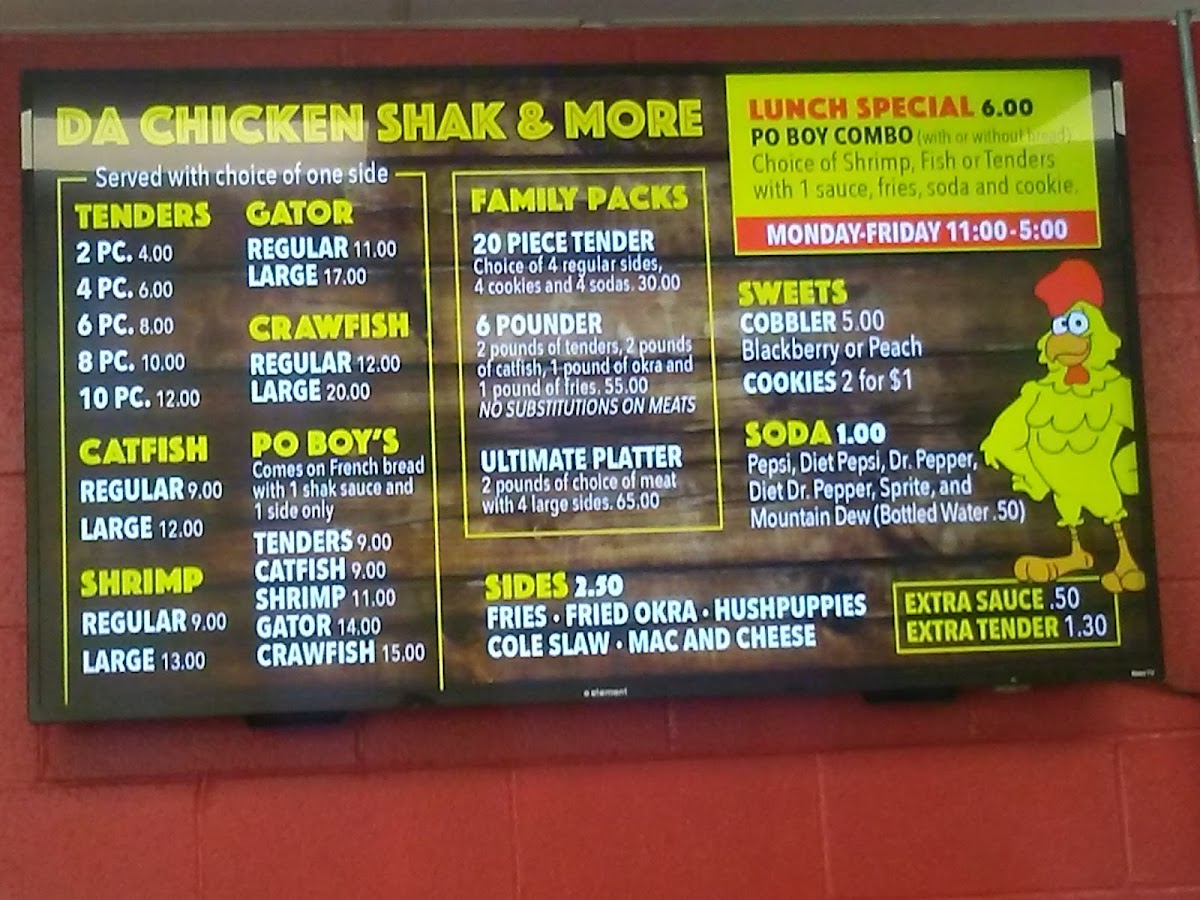 DA CHICKEN SHAK & MORE
Served with choice of one side
TENDERS
2 PC. 4.00
4 PC. 6.00
6 PC. 8.00
8 PC. 10.00
10 PC. 12.00
CATFISH
REGULAR 9.00
LARGE 12.00
SHRIMP
REGULAR 9.00
LARGE 13.00
GATOR
REGULAR 11.00
LARGE 17.00
CRAWFISH
REGULAR 12.00
LARGE 20.00
PO BOY'S
Comes on French bread
with 1 shak sauce and
1 side only
TENDERS 9.00
CATFISH 9.00
SHRIMP 11.00
GATOR 14.00
CRAWFISH 15.00
FAMILY PACKS
20 PIECE TENDER
Choice of 4 regular sides,
4 cookies and 4 sodas. 30.00
6 POUNDER
2 pounds of tenders, 2 pounds
of catfish, 1 pound of okra and
1 pound of fries. 55.00
NO SUBSTITUTIONS ON MEATS
ULTIMATE PLATTER
2 pounds of choice of meat
with 4 large sides. 65.00
SIDES 2.50
FRIES • FRIED OKRA • HUSHPUPPIES
COLE SLAW • MAC AND CHEESE
LUNCH SPECIAL 6.00
PO BOY COMBO (with or without bread)
Choice of Shrimp, Fish or Tenders
with 1 sauce, fries, soda and cookie.
MONDAY-FRIDAY 11:00-5:00
SWEETS
COBBLER 5.00
Blackberry or Peach
COOKIES 2 for $1
SODA 1.00
Pepsi, Diet Pepsi, Dr. Pepper,
Diet Dr. Pepper, Sprite, and
Mountain Dew (Bottled Water .50)
EXTRA SAUCE .50
EXTRA TENDER 1.30
element